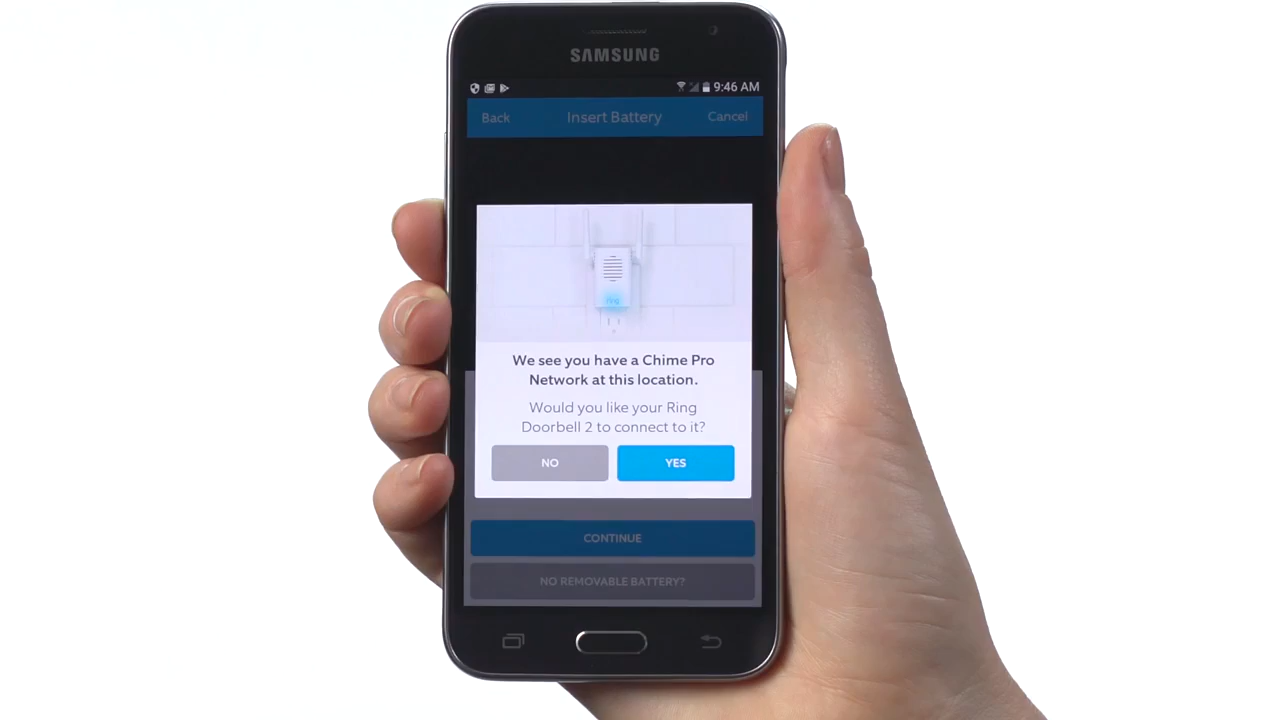 SAMSUNG
9:46 AM
Back Insert Battery Cancel
ring
We see you have a Chime Pro
Network at this location.
Would you like your Ring
Doorbell 2 to connect to it?
NO YES
CONTINUE
NO REMOVABLE BATTERY?